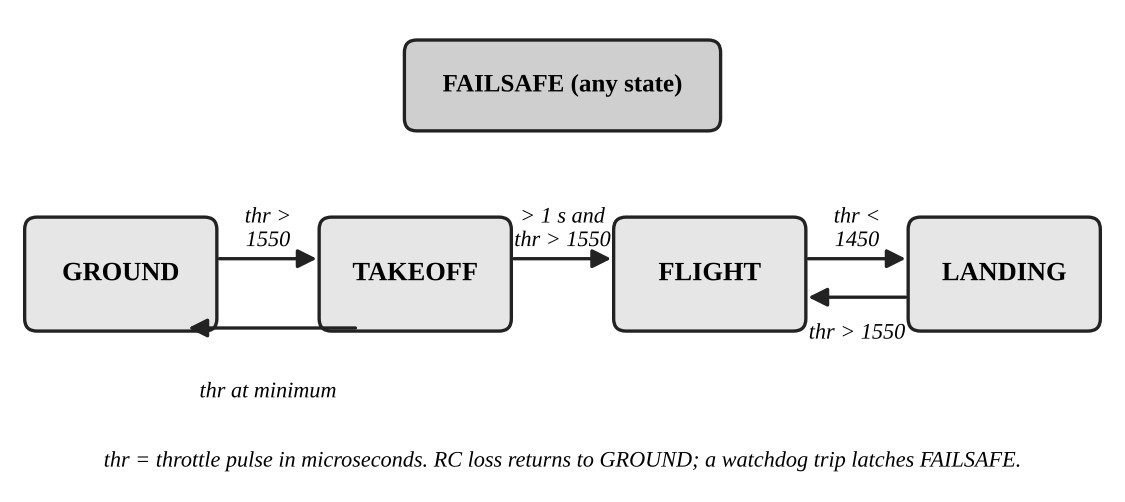 FAILSAFE (any state)
thr >
1550
> 1 s and
thr > 1550
thr <
1450
GROUND
TAKEOFF
FLIGHT
LANDING
thr > 1550
thr at minimum
thr = throttle pulse in microseconds. RC loss returns to GROUND; a watchdog trip latches FAILSAFE.